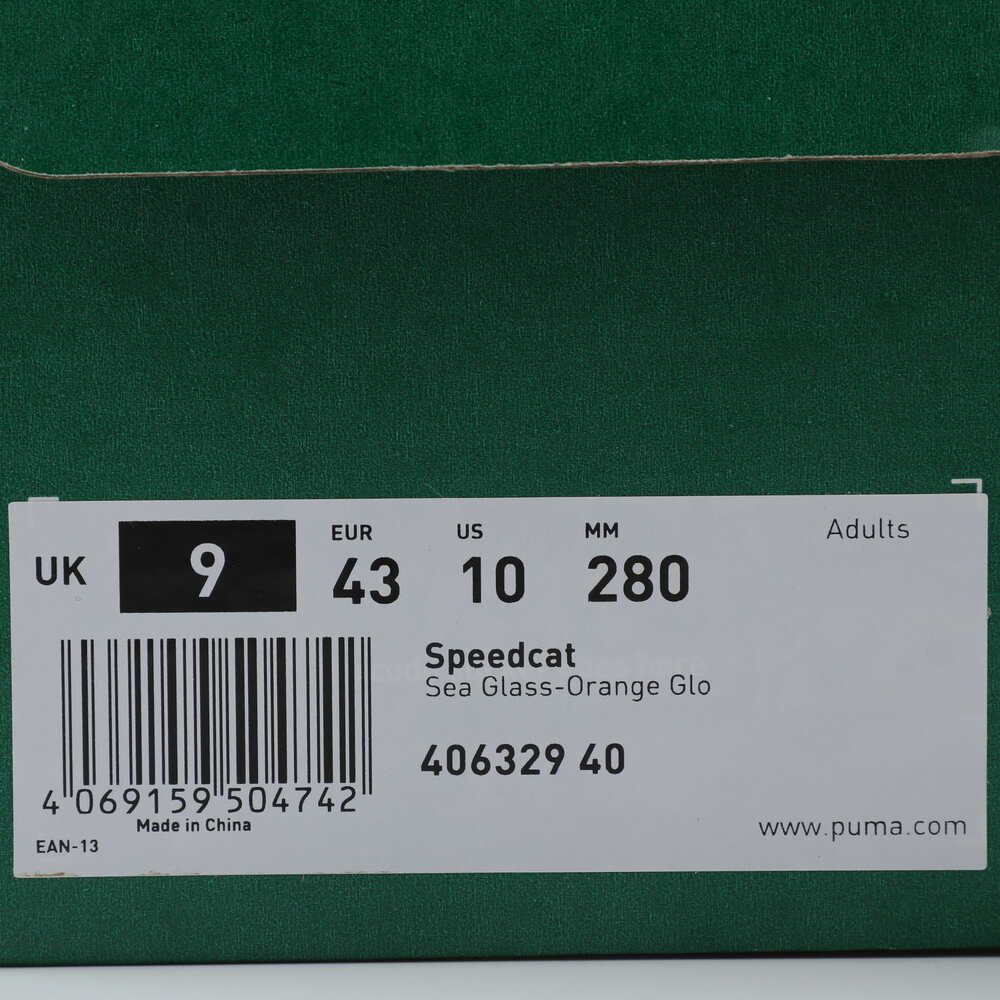 UK 9 EUR 43 US 10 MM 280 Adults
Speedcat
Sea Glass-Orange Glo
406329 40
4 069159 504742
Made in China
EAN-13
www.puma.com